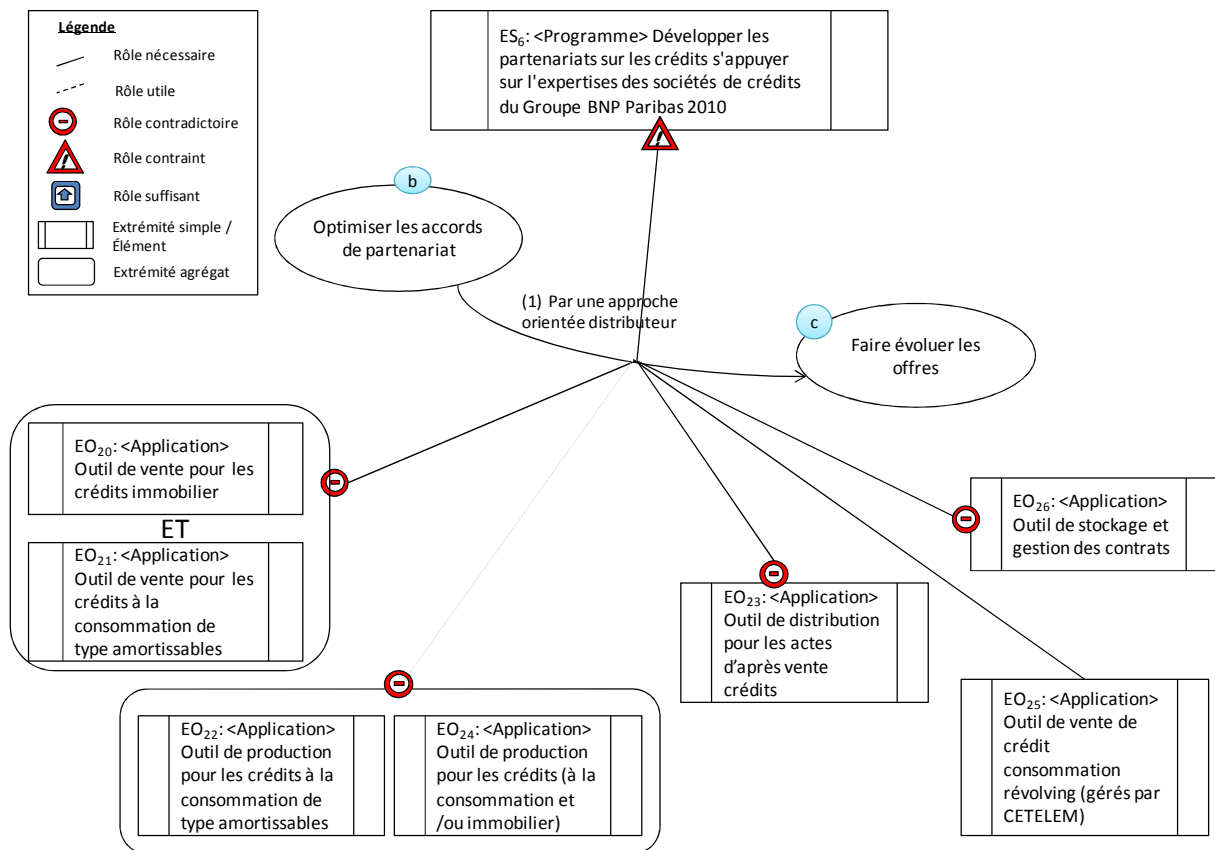 Légende
Rôle nécessaire
Rôle utile
Rôle contradictoire
Rôle contraint
Rôle suffisant
Extrémité simple /
Élément
Extrémité agrégat
ES6: <Programme> Développer les
partenariats sur les crédits s'appuyer
sur l'expertises des sociétés de crédits
du Groupe BNP Paribas 2010
b
Optimiser les accords
de partenariat
(1) Par une approche
orientée distributeur
c
Faire évoluer les
offres
EO20: <Application>
Outil de vente pour les
crédits immobilier
ET
EO21: <Application>
Outil de vente pour les
crédits à la
consommation de
type amortissables
EO26: <Application>
Outil de stockage et
gestion des contrats
EO23: <Application>
Outil de distribution
pour les actes
d’après vente
crédits
EO22: <Application>
Outil de production
pour les crédits à la
consommation de
type amortissables
EO24: <Application>
Outil de production
pour les crédits (à la
consommation et
/ou immobilier)
EO25: <Application>
Outil de vente de
crédit
consommation
révolving (gérés par
CETELEM)